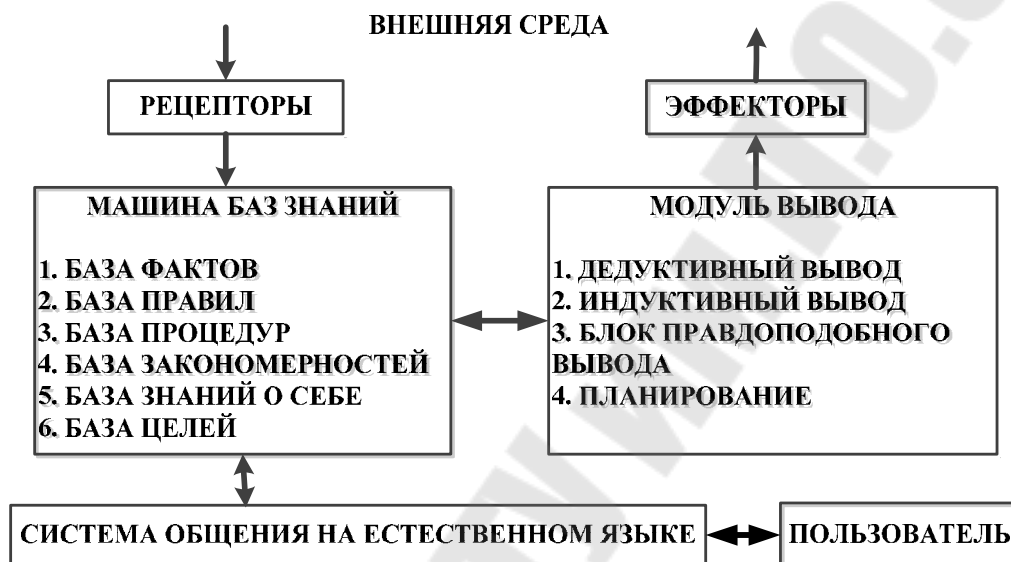 ВНЕШНЯЯ СРЕДА
РЕЦЕПТОРЫ
ЭФФЕКТОРЫ
МАШИНА БАЗ ЗНАНИЙ
1. БАЗА ФАКТОВ
2. БАЗА ПРАВИЛ
3. БАЗА ПРОЦЕДУР
4. БАЗА ЗАКОНОМЕРНОСТЕЙ
5. БАЗА ЗНАНИЙ О СЕБЕ
6. БАЗА ЦЕЛЕЙ
МОДУЛЬ ВЫВОДА
1. ДЕДУКТИВНЫЙ ВЫВОД
2. ИНДУКТИВНЫЙ ВЫВОД
3. БЛОК ПРАВДОПОДОБНОГО
ВЫВОДА
4. ПЛАНИРОВАНИЕ
СИСТЕМА ОБЩЕНИЯ НА ЕСТЕСТВЕННОМ ЯЗЫКЕ
ПОЛЬЗОВАТЕЛЬ